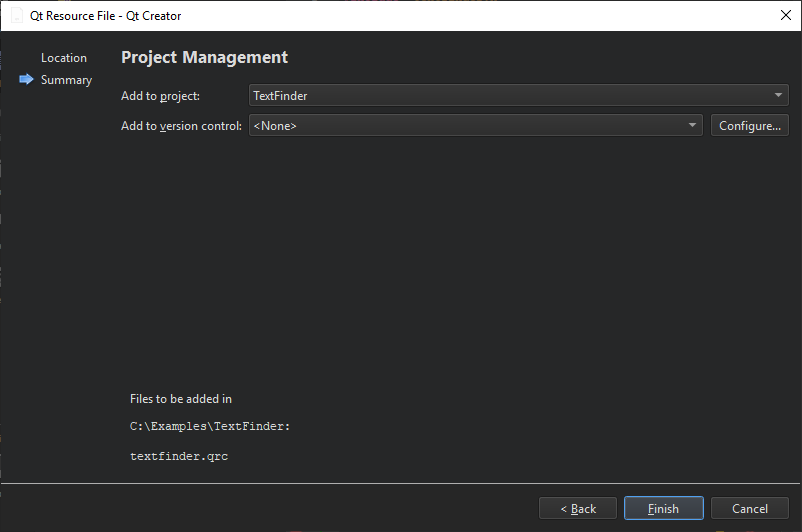 Qt Resource File - Qt Creator
Location
Summary
Project Management
Add to project:
TextFinder
Add to version control:
<None>
Configure...
Files to be added in
C:\Examples\TextFinder:
textfinder.qrc
< Back
Finish
Cancel